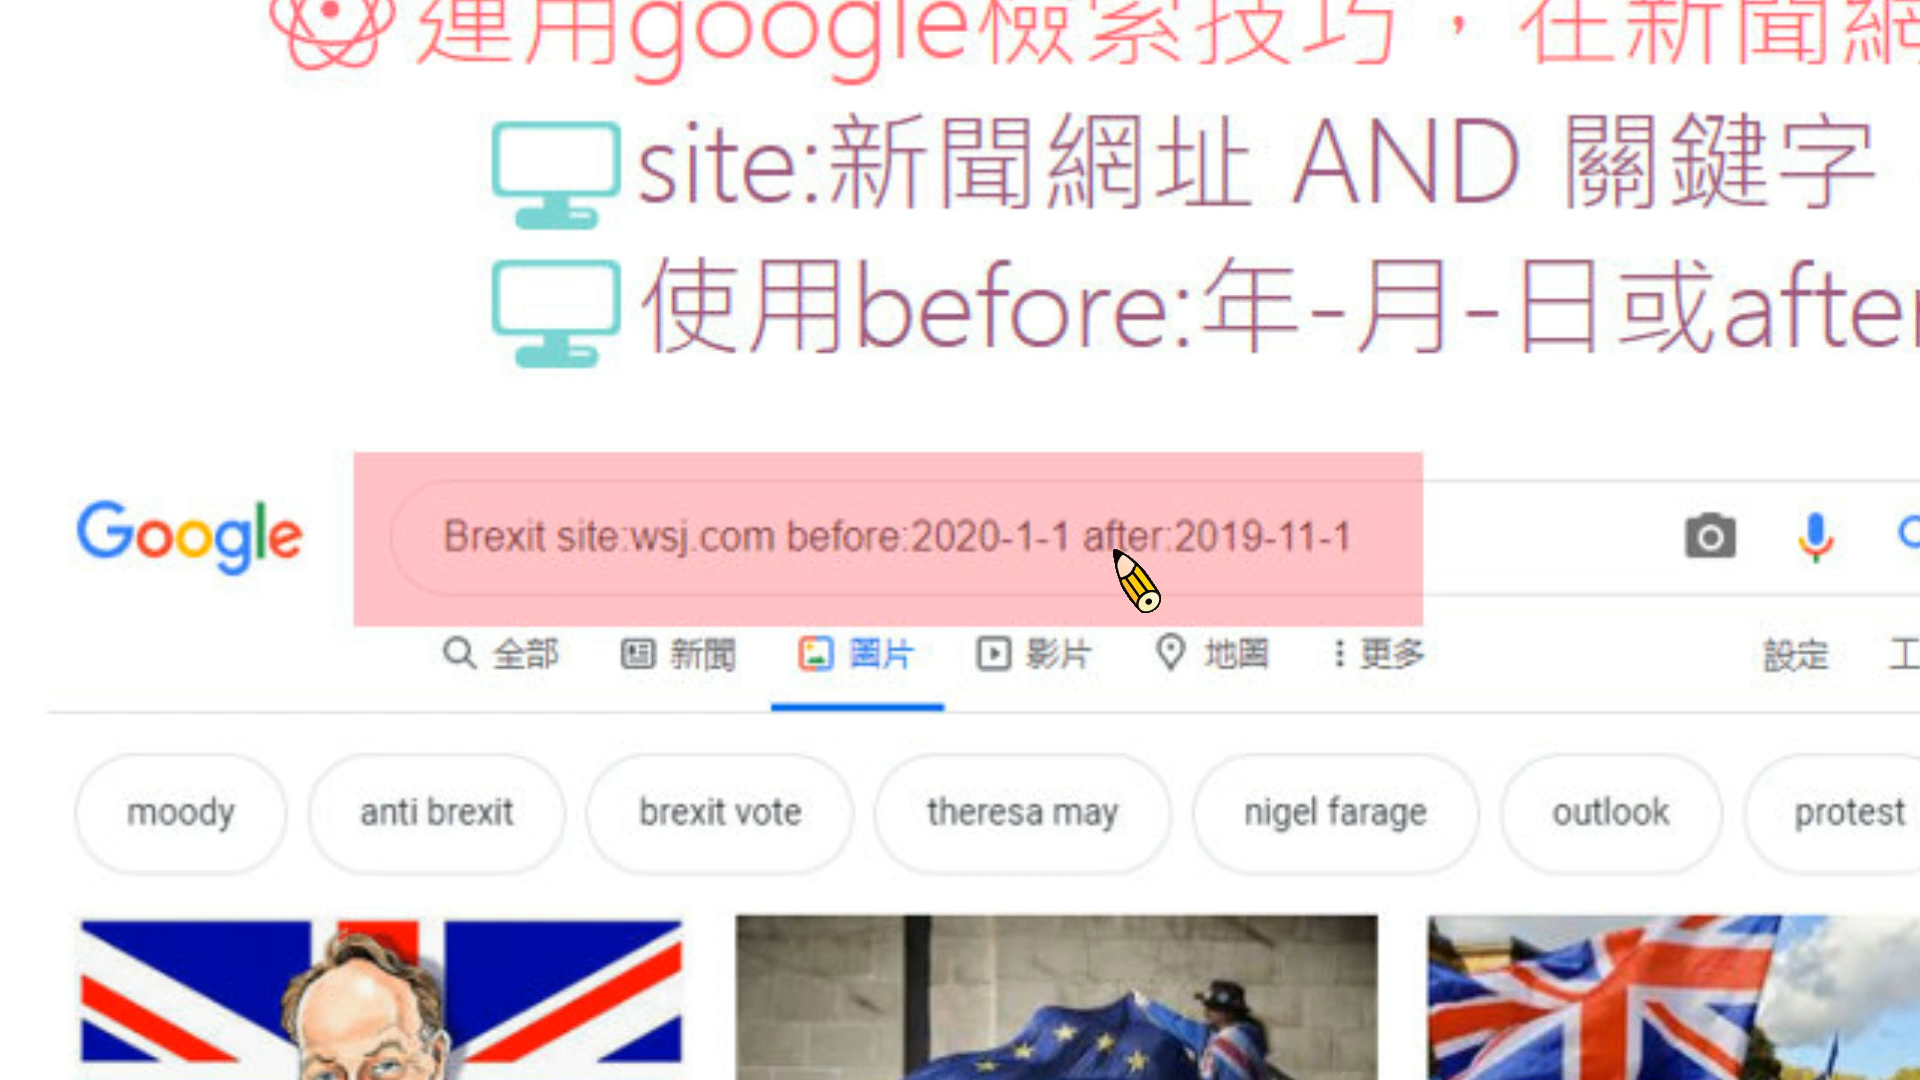 運用google檢索技巧，在新聞網
site:新聞網址 AND 關鍵字
使用before:年-月-日或after
Google
Brexit site:wsj.com before:2020-1-1 after:2019-11-1
全部 新聞 圖片 影片 地圖 更多 設定 工
moody anti brexit brexit vote theresa may nigel farage outlook protest